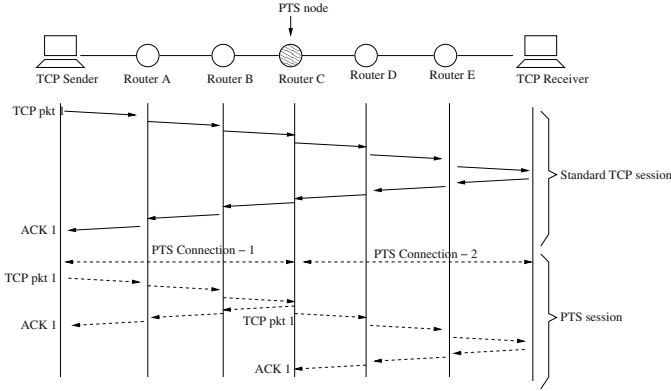 PTS node
TCP Sender
Router A
Router B
Router C
Router D
Router E
TCP Receiver
TCP pkt 1
Standard TCP session
ACK 1
PTS Connection − 1
PTS Connection − 2
TCP pkt 1
ACK 1
TCP pkt 1
PTS session
ACK 1